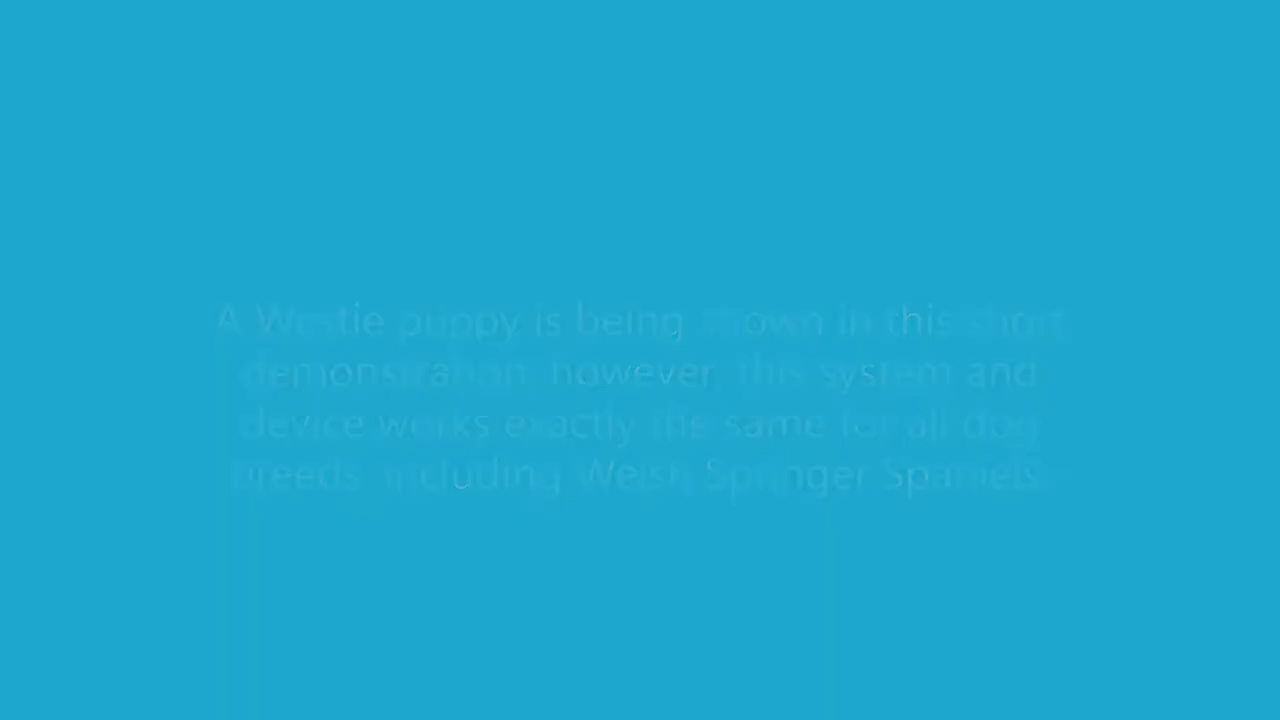 A Westie puppy is being shown in this short
demonstration, however, this system and
device works exactly the same for all dog
breeds, including Welsh Springer Spaniels.